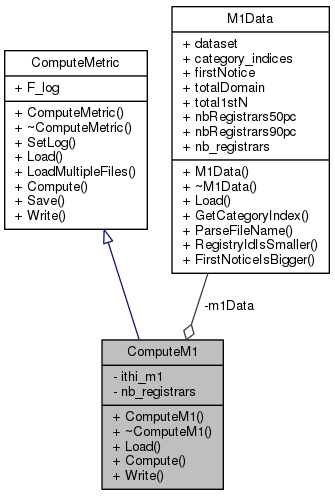 ComputeMetric
+ F_log
+ ComputeMetric()
+ ~ComputeMetric()
+ SetLog()
+ Load()
+ LoadMultipleFiles()
+ Compute()
+ Save()
+ Write()
M1Data
+ dataset
+ category_indices
+ firstNotice
+ totalDomain
+ total1stN
+ nbRegistrars50pc
+ nbRegistrars90pc
+ nb_registrars
+ M1Data()
+ ~M1Data()
+ Load()
+ GetCategoryIndex()
+ ParseFileName()
+ RegistryIdIsSmaller()
+ FirstNoticeIsBigger()
-m1Data
ComputeM1
- ithi_m1
- nb_registrars
+ ComputeM1()
+ ~ComputeM1()
+ Load()
+ Compute()
+ Write()